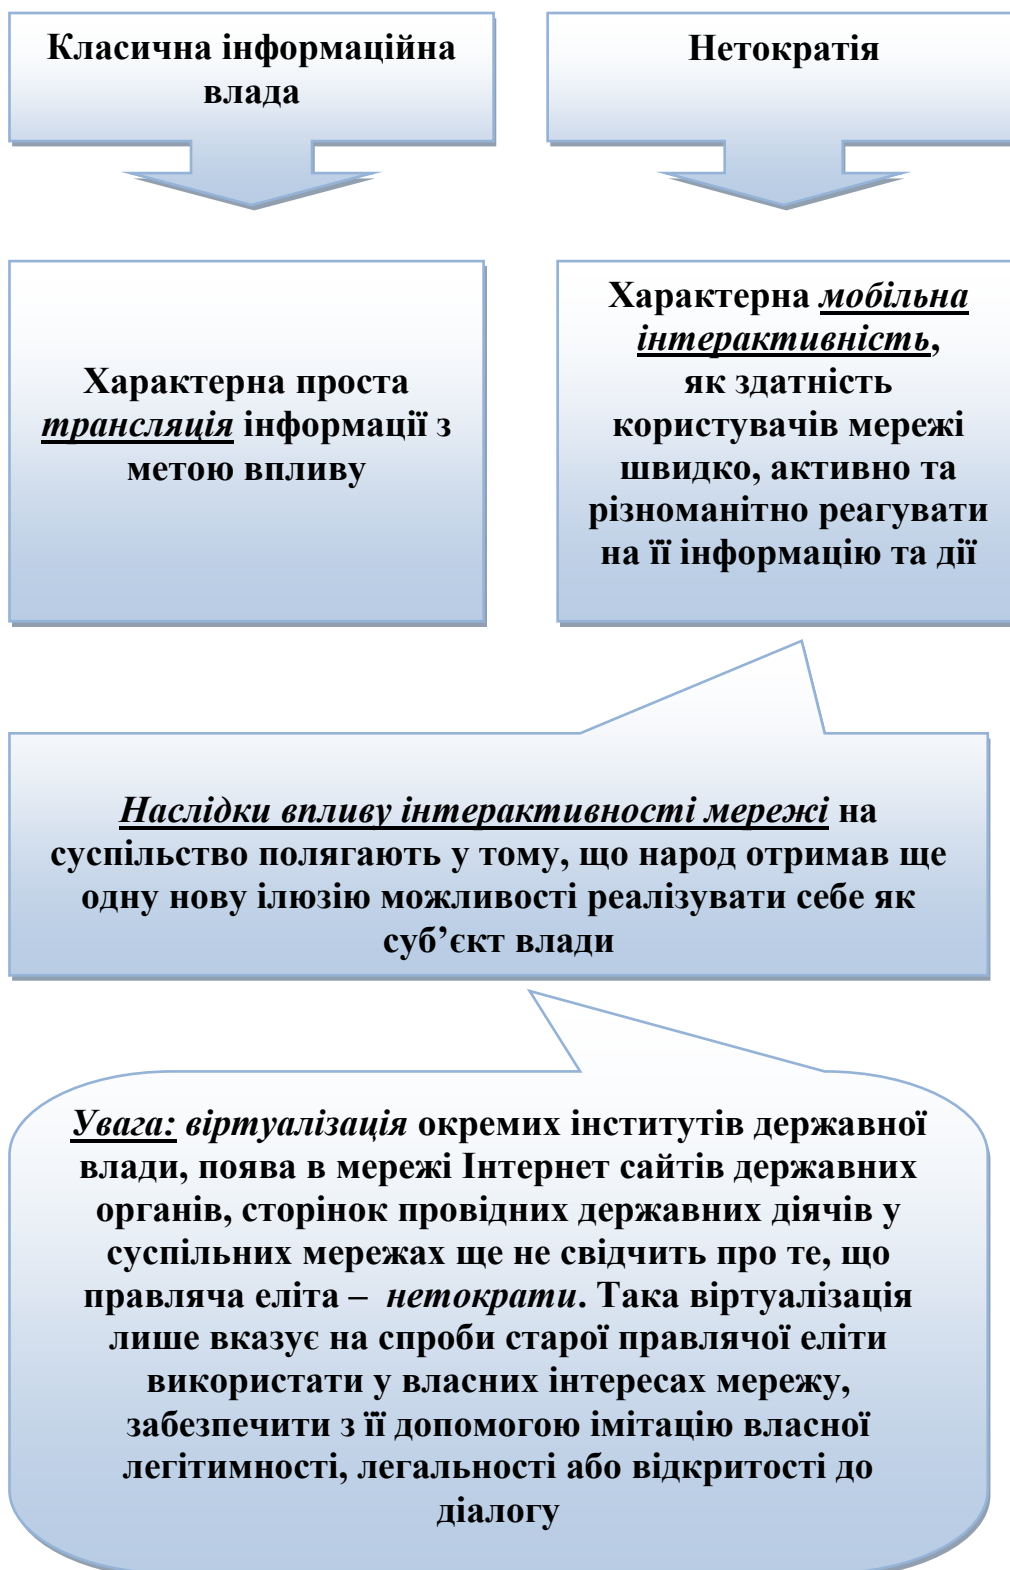 Класична інформаційна
влада
Нетократія
Характерна проста
трансляція інформації з
метою впливу
Характерна мобільна
інтерактивність,
як здатність
користувачів мережі
швидко, активно та
різноманітно реагувати
на її інформацію та дії
Наслідки впливу інтерактивності мережі на
суспільство полягають у тому, що народ отримав ще
одну нову ілюзію можливості реалізувати себе як
суб’єкт влади
Увага: віртуалізація окремих інститутів державної
влади, поява в мережі Інтернет сайтів державних
органів, сторінок провідних державних діячів у
суспільних мережах ще не свідчить про те, що
правляча еліта – нетократи. Така віртуалізація
лише вказує на спроби старої правлячої еліти
використати у власних інтересах мережу,
забезпечити з її допомогою імітацію власної
легітимності, легальності або відкритості до
діалогу